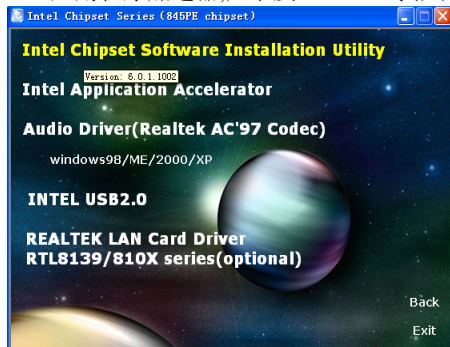 Intel Chipset Series (845PE chipset)
Intel Chipset Software Installation Utility
Version: 6.0.1.1002
Intel Application Accelerator
Audio Driver(Realtek AC'97 Codec)
windows98/ME/2000/XP
INTEL USB2.0
REALTEK LAN Card Driver
RTL8139/810X series(optional)
Back
Exit